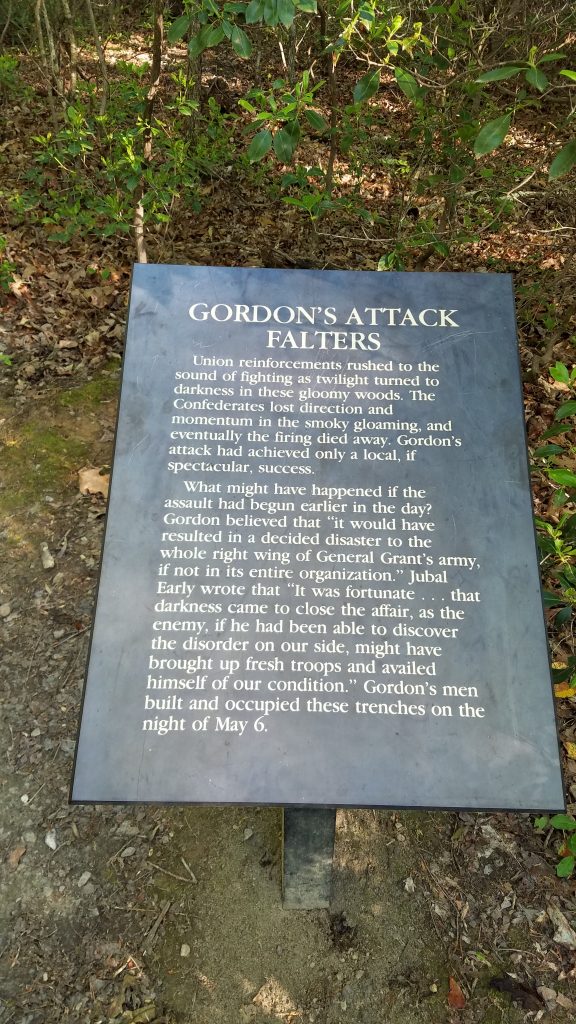 GORDON'S ATTACK
FALTERS
Union reinforcements rushed to the
sound of fighting as twilight turned to
darkness in these gloomy woods. The
Confederates lost direction and
momentum in the smoky gloaming, and
eventually the firing died away. Gordon's
attack had achieved only a local, if
spectacular, success.
What might have happened if the
assault had begun earlier in the day?
Gordon believed that “it would have
resulted in a decided disaster to the
whole right wing of General Grant's army,
if not in its entire organization.” Jubal
Early wrote that “It was fortunate . . . that
darkness came to close the affair, as the
enemy, if he had been able to discover
the disorder on our side, might have
brought up fresh troops and availed
himself of our condition.” Gordon's men
built and occupied these trenches on the
night of May 6.